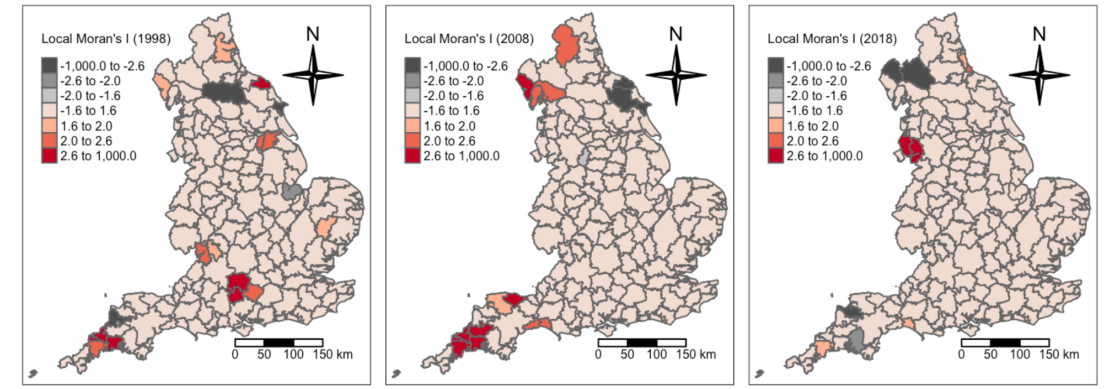 Local Moran's I (1998)
N
-1,000.0 to -2.6
-2.6 to -2.0
-2.0 to -1.6
-1.6 to 1.6
1.6 to 2.0
2.0 to 2.6
2.6 to 1,000.0
0 50 100 150 km
Local Moran's I (2008)
N
-1,000.0 to -2.6
-2.6 to -2.0
-2.0 to -1.6
-1.6 to 1.6
1.6 to 2.0
2.0 to 2.6
2.6 to 1,000.0
0 50 100 150 km
Local Moran's I (2018)
N
-1,000.0 to -2.6
-2.6 to -2.0
-2.0 to -1.6
-1.6 to 1.6
1.6 to 2.0
2.0 to 2.6
2.6 to 1,000.0
0 50 100 150 km